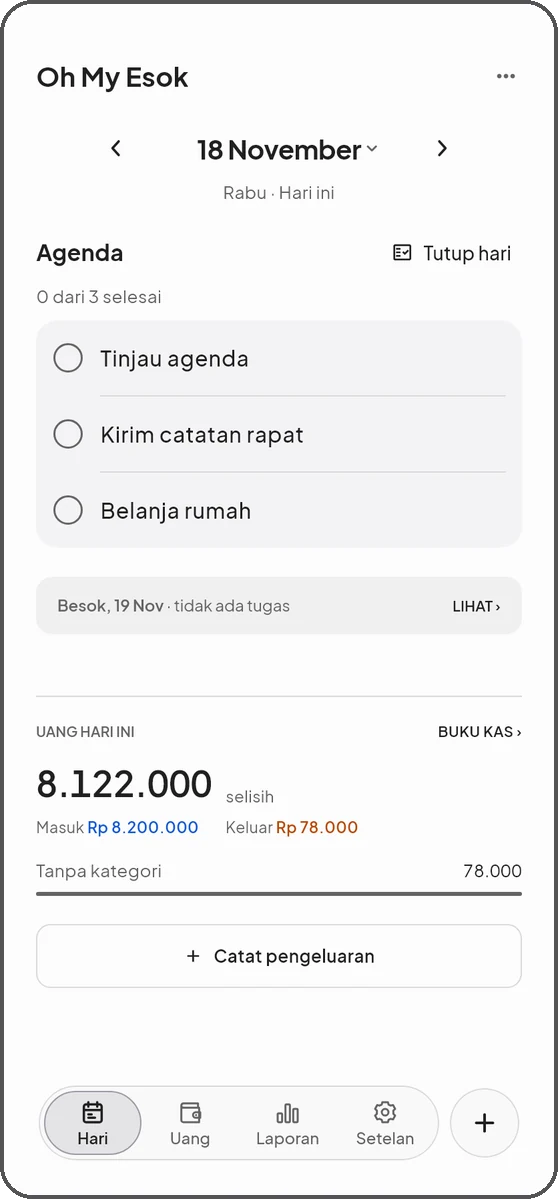 Oh My Esok
18 November
Rabu · Hari ini
Agenda
Tutup hari
0 dari 3 selesai
Tinjau agenda
Kirim catatan rapat
Belanja rumah
Besok, 19 Nov · tidak ada tugas LIHAT ›
UANG HARI INI BUKU KAS ›
8.122.000 selisih
Masuk Rp 8.200.000 Keluar Rp 78.000
Tanpa kategori 78.000
+ Catat pengeluaran
Hari Uang Laporan Setelan